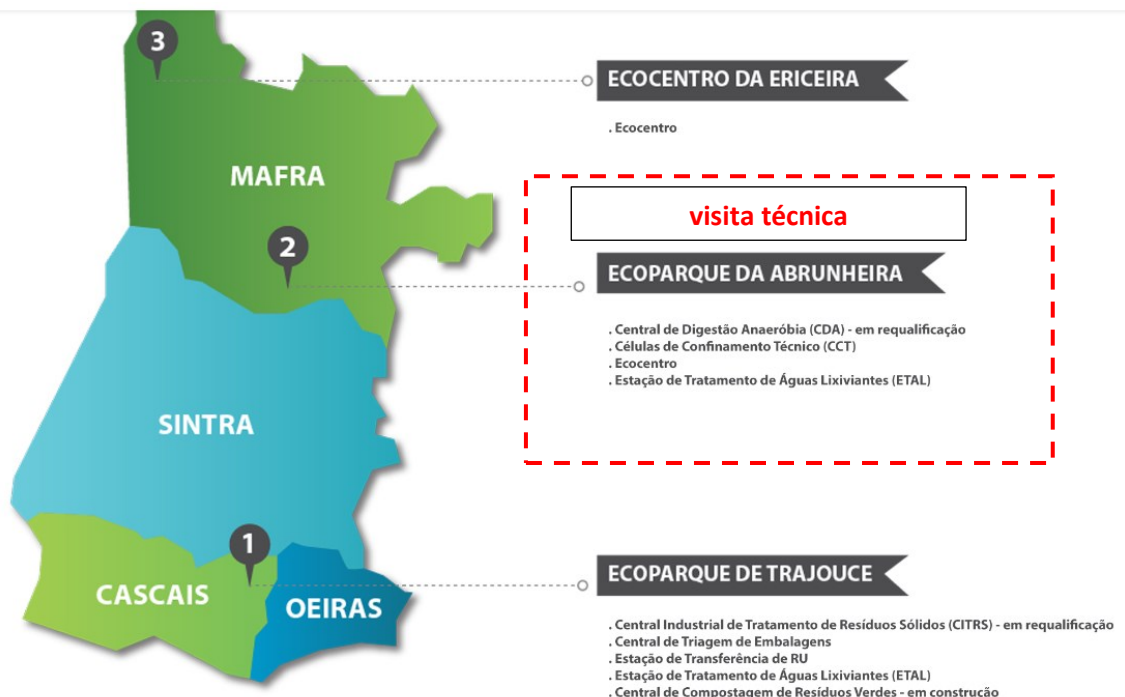 3
ECOCENTRO DA ERICEIRA
. Ecocentro
MAFRA
visita técnica
2
ECOPARQUE DA ABRUNHEIRA
. Central de Digestão Anaeróbia (CDA) - em requalificação
. Células de Confinamento Técnico (CCT)
. Ecocentro
. Estação de Tratamento de Águas Lixiviantes (ETAL)
SINTRA
1
ECOPARQUE DE TRAJOUCE
CASCAIS
OEIRAS
. Central Industrial de Tratamento de Resíduos Sólidos (CITRS) - em requalificação
. Central de Triagem de Embalagens
. Estação de Transferência de RU
. Estação de Tratamento de Águas Lixiviantes (ETAL)
. Central de Compostagem de Resíduos Verdes - em construção